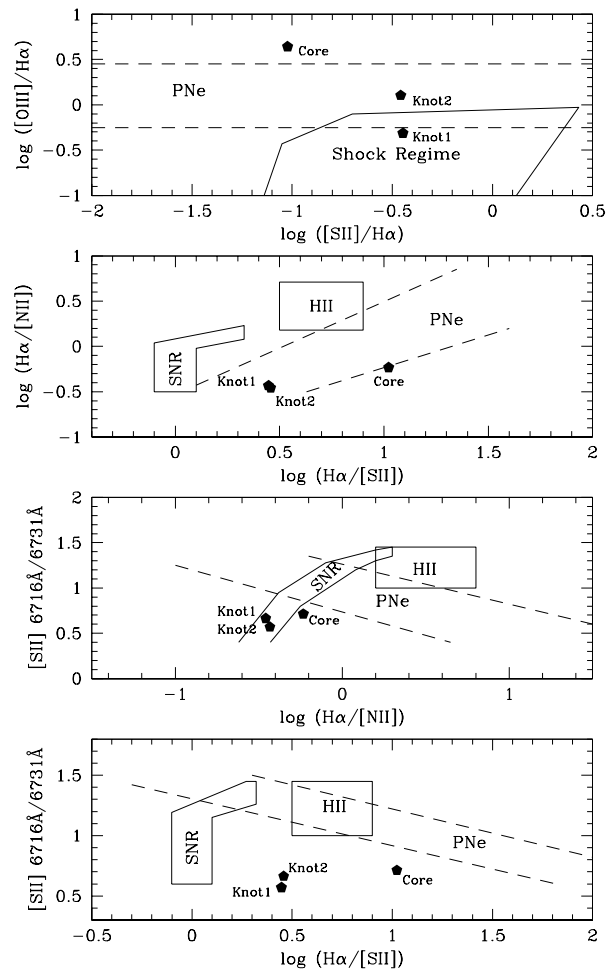 1
0.5
0
−0.5
−1
log ([OIII]/Hα)
Core
PNe
Knot2
Knot1
Shock Regime
−2
−1.5
−1
−0.5
0
0.5
log ([SII]/Hα)
1
0.5
0
−0.5
−1
log (Hα/[NII])
HII
PNe
SNR
Knot1
Knot2
Core
0
0.5
1
1.5
2
log (Hα/[SII])
2
1.5
1
0.5
0
[SII] 6716Å/6731Å
SNR
HII
PNe
Knot1
Knot2
Core
−1
0
1
log (Hα/[NII])
1.5
1
0.5
[SII] 6716Å/6731Å
SNR
HII
PNe
Knot2
Knot1
Core
−0.5
0
0.5
1
1.5
2
log (Hα/[SII])